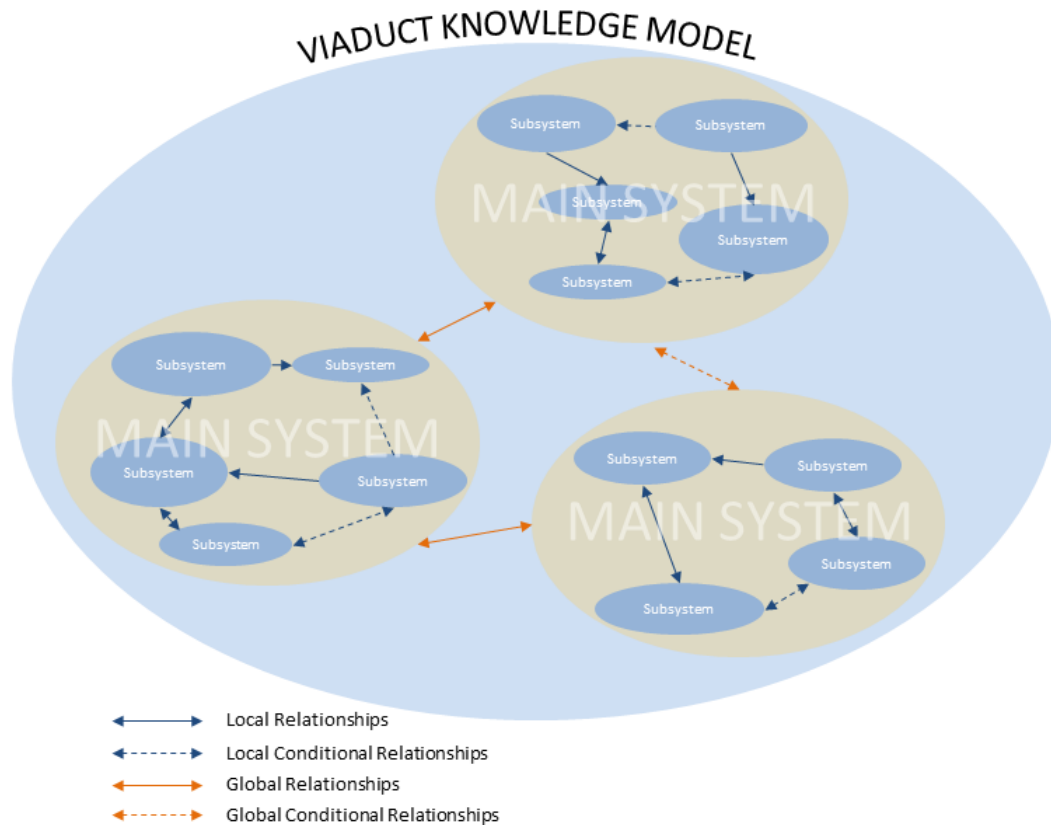 VIADUCT KNOWLEDGE MODEL
Subsystem
Subsystem
MAIN SYSTEM
Subsystem
Subsystem
Subsystem
Subsystem
Subsystem
MAIN SYSTEM
Subsystem
Subsystem
Subsystem
Subsystem
Subsystem
MAIN SYSTEM
Subsystem
Subsystem
Local Relationships
Local Conditional Relationships
Global Relationships
Global Conditional Relationships